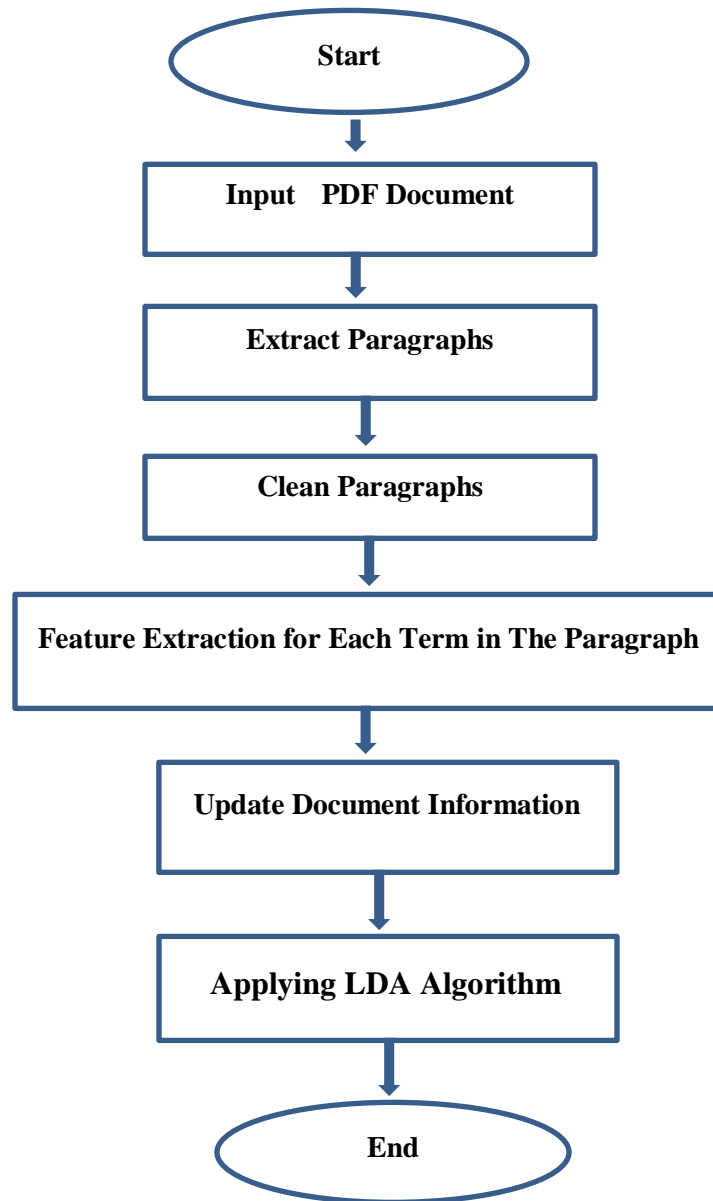 Start
Input PDF Document
Extract Paragraphs
Clean Paragraphs
Feature Extraction for Each Term in The Paragraph
Update Document Information
Applying LDA Algorithm
End